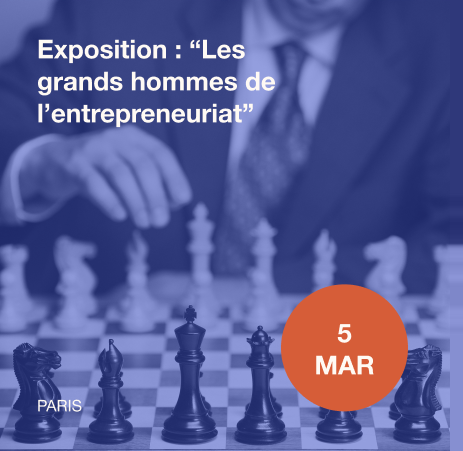 Exposition : “Les
grands hommes de
l’entrepreneuriat”
5
MAR
PARIS